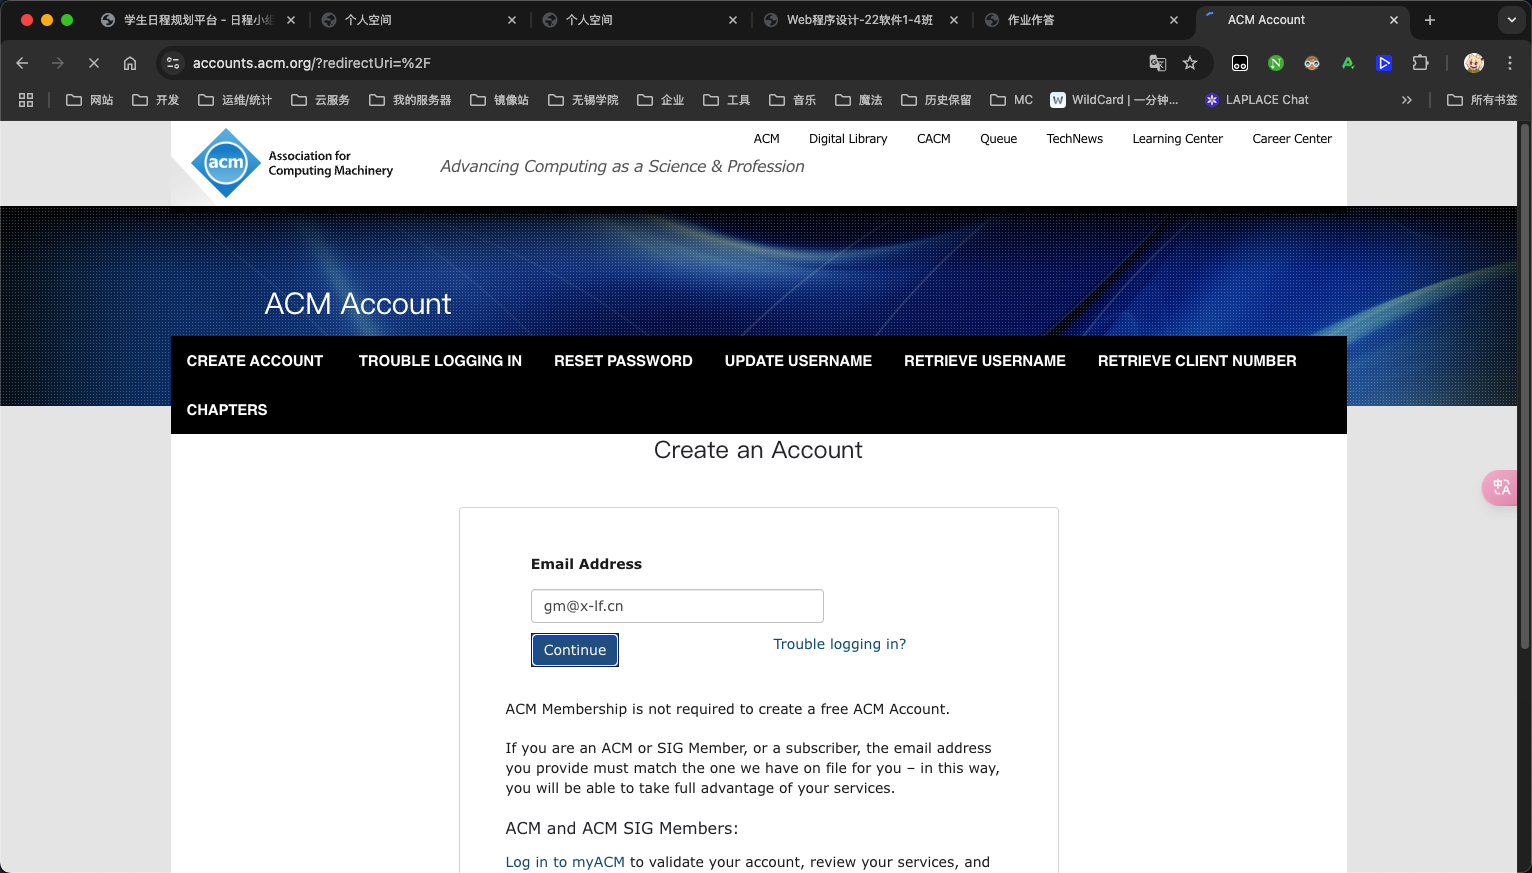 学生日程规划平台 - 日程小组
个人空间
个人空间
Web程序设计-22软件1-4班
作业作答
ACM Account
accounts.acm.org/?redirectUri=%2F
网站
开发
运维/统计
云服务
我的服务器
镜像站
无锡学院
企业
工具
音乐
魔法
历史保留
MC
WildCard | 一分钟...
LAPLACE Chat
所有书签
ACM
Digital Library
CACM
Queue
TechNews
Learning Center
Career Center
acm
Association for
Computing Machinery
Advancing Computing as a Science & Profession
ACM Account
CREATE ACCOUNT
TROUBLE LOGGING IN
RESET PASSWORD
UPDATE USERNAME
RETRIEVE USERNAME
RETRIEVE CLIENT NUMBER
CHAPTERS
Create an Account
Email Address
gm@x-lf.cn
Continue
Trouble logging in?
ACM Membership is not required to create a free ACM Account.
If you are an ACM or SIG Member, or a subscriber, the email address
you provide must match the one we have on file for you – in this way,
you will be able to take full advantage of your services.
ACM and ACM SIG Members:
Log in to myACM to validate your account, review your services, and